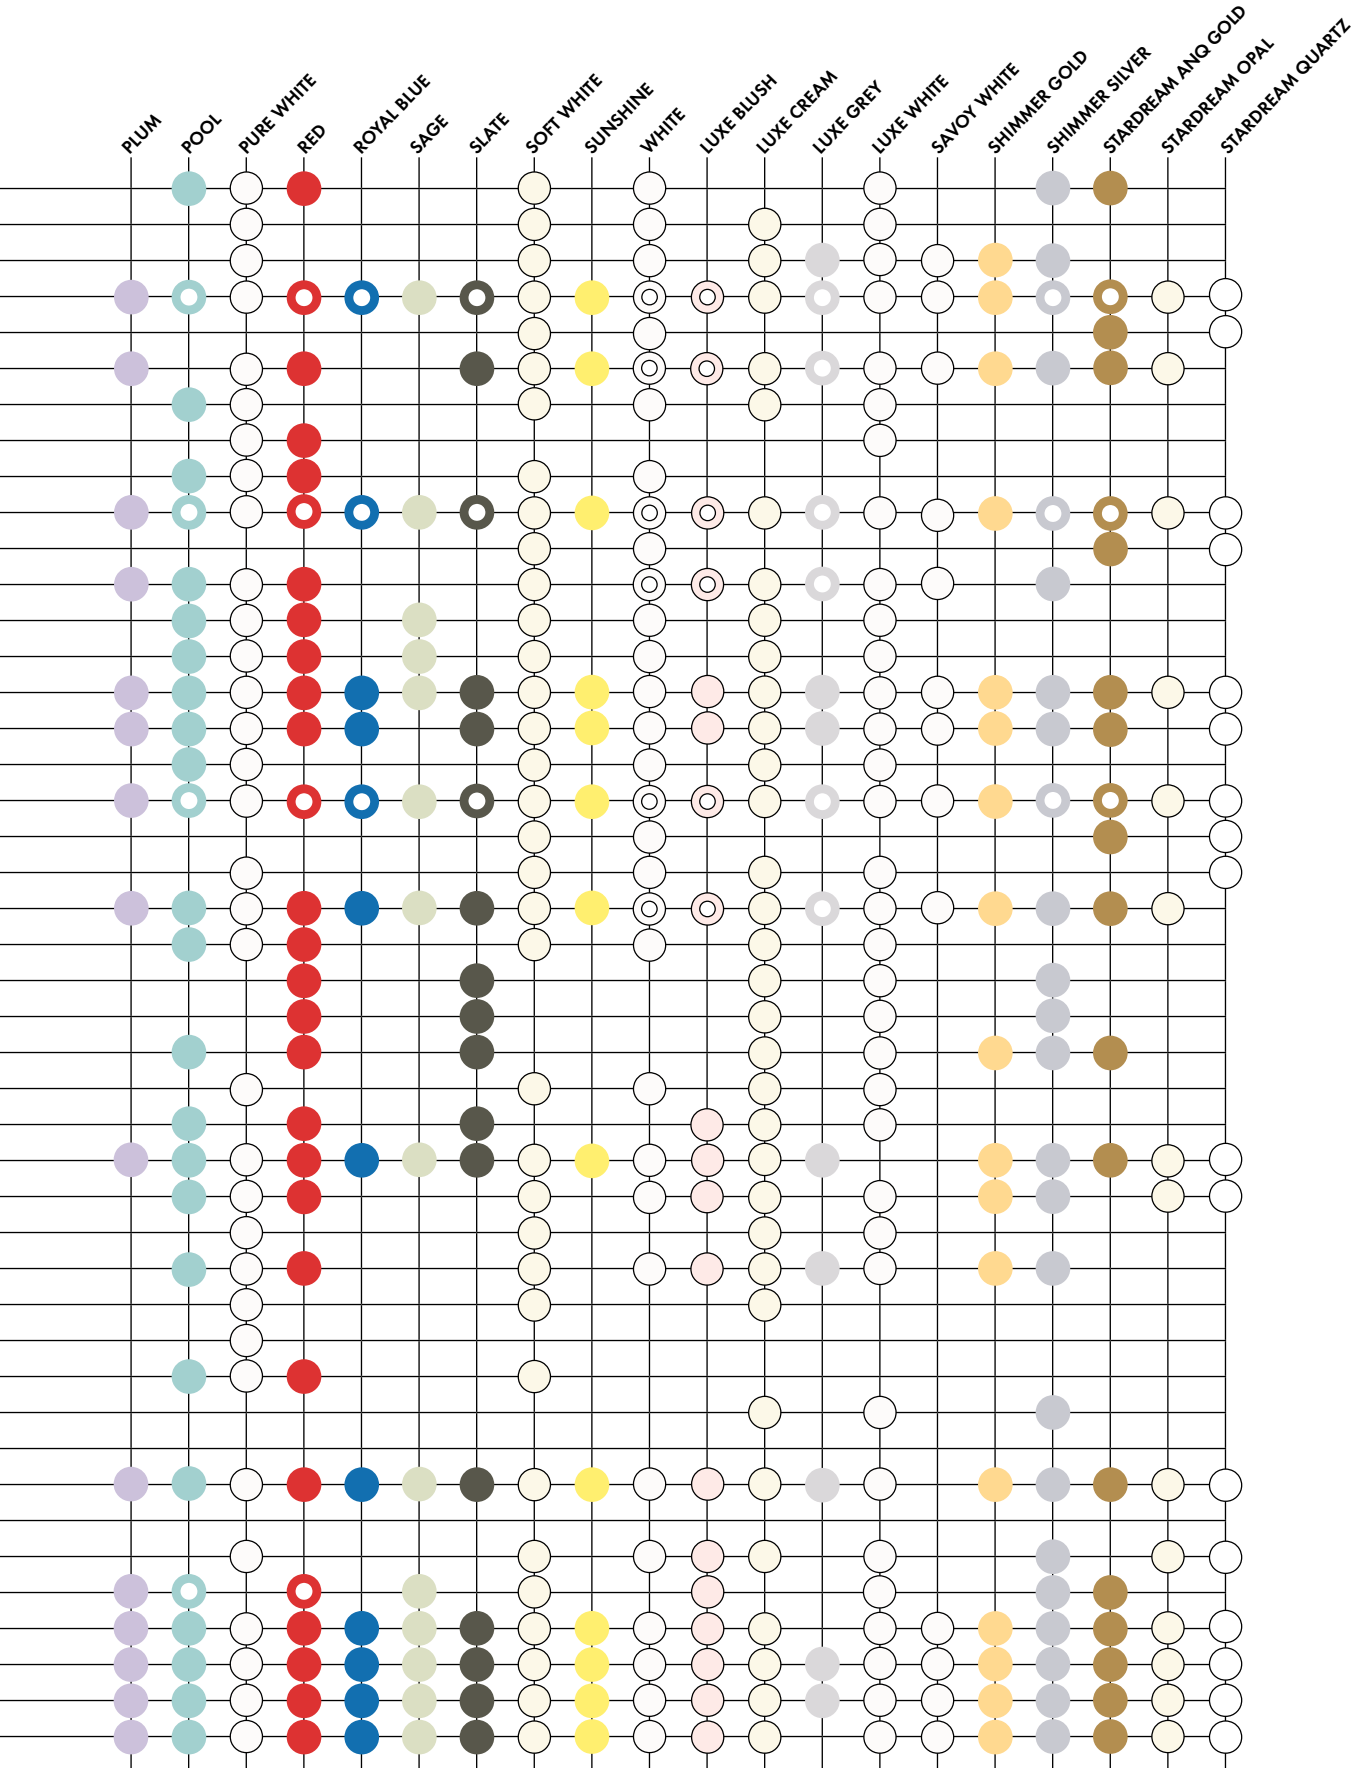 PLUM
POOL
PURE WHITE
RED
ROYAL BLUE
SAGE
SLATE
SOFT WHITE
SUNSHINE
WHITE
LUXE BLUSH
LUXE CREAM
LUXE GREY
LUXE WHITE
SAVOY WHITE
SHIMMER GOLD
SHIMMER SILVER
STARDREAM ANQ GOLD
STARDREAM OPAL
STARDREAM QUARTZ